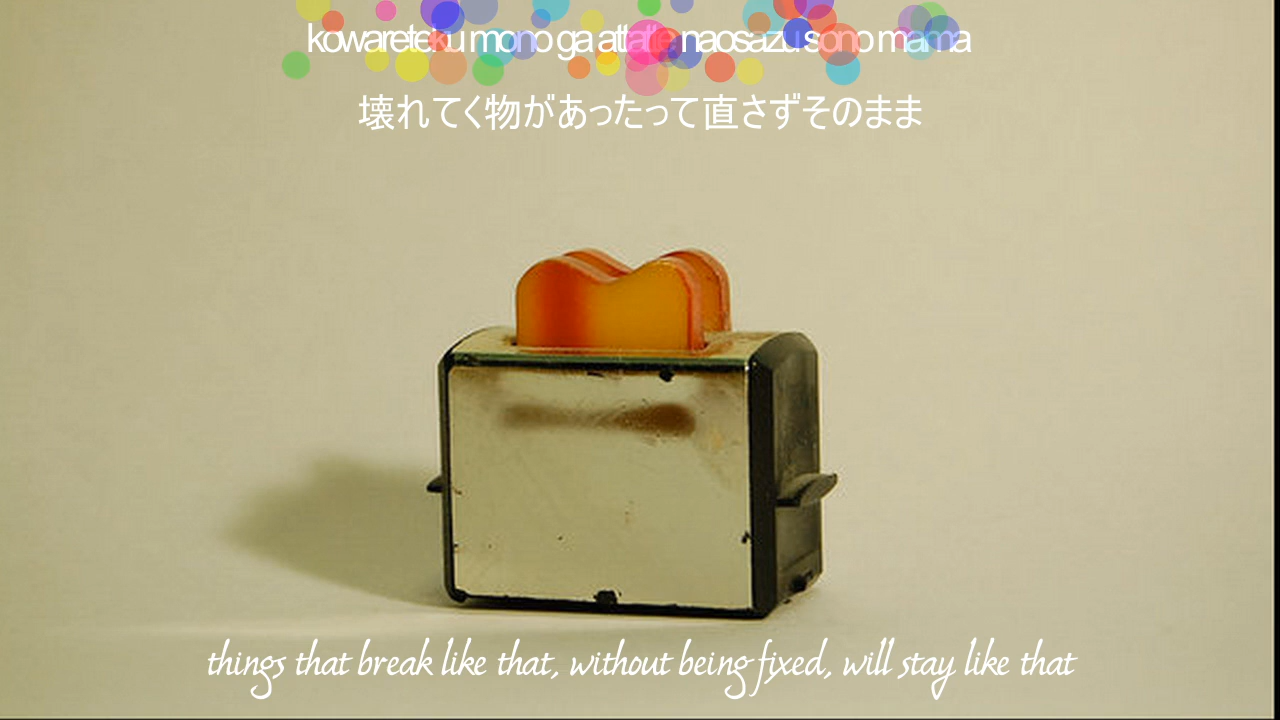 kowareteku mono ga attatte naosazu sono mama
壊れてく物があったって直さずそのまま
things that break like that, without being fixed, will stay like that